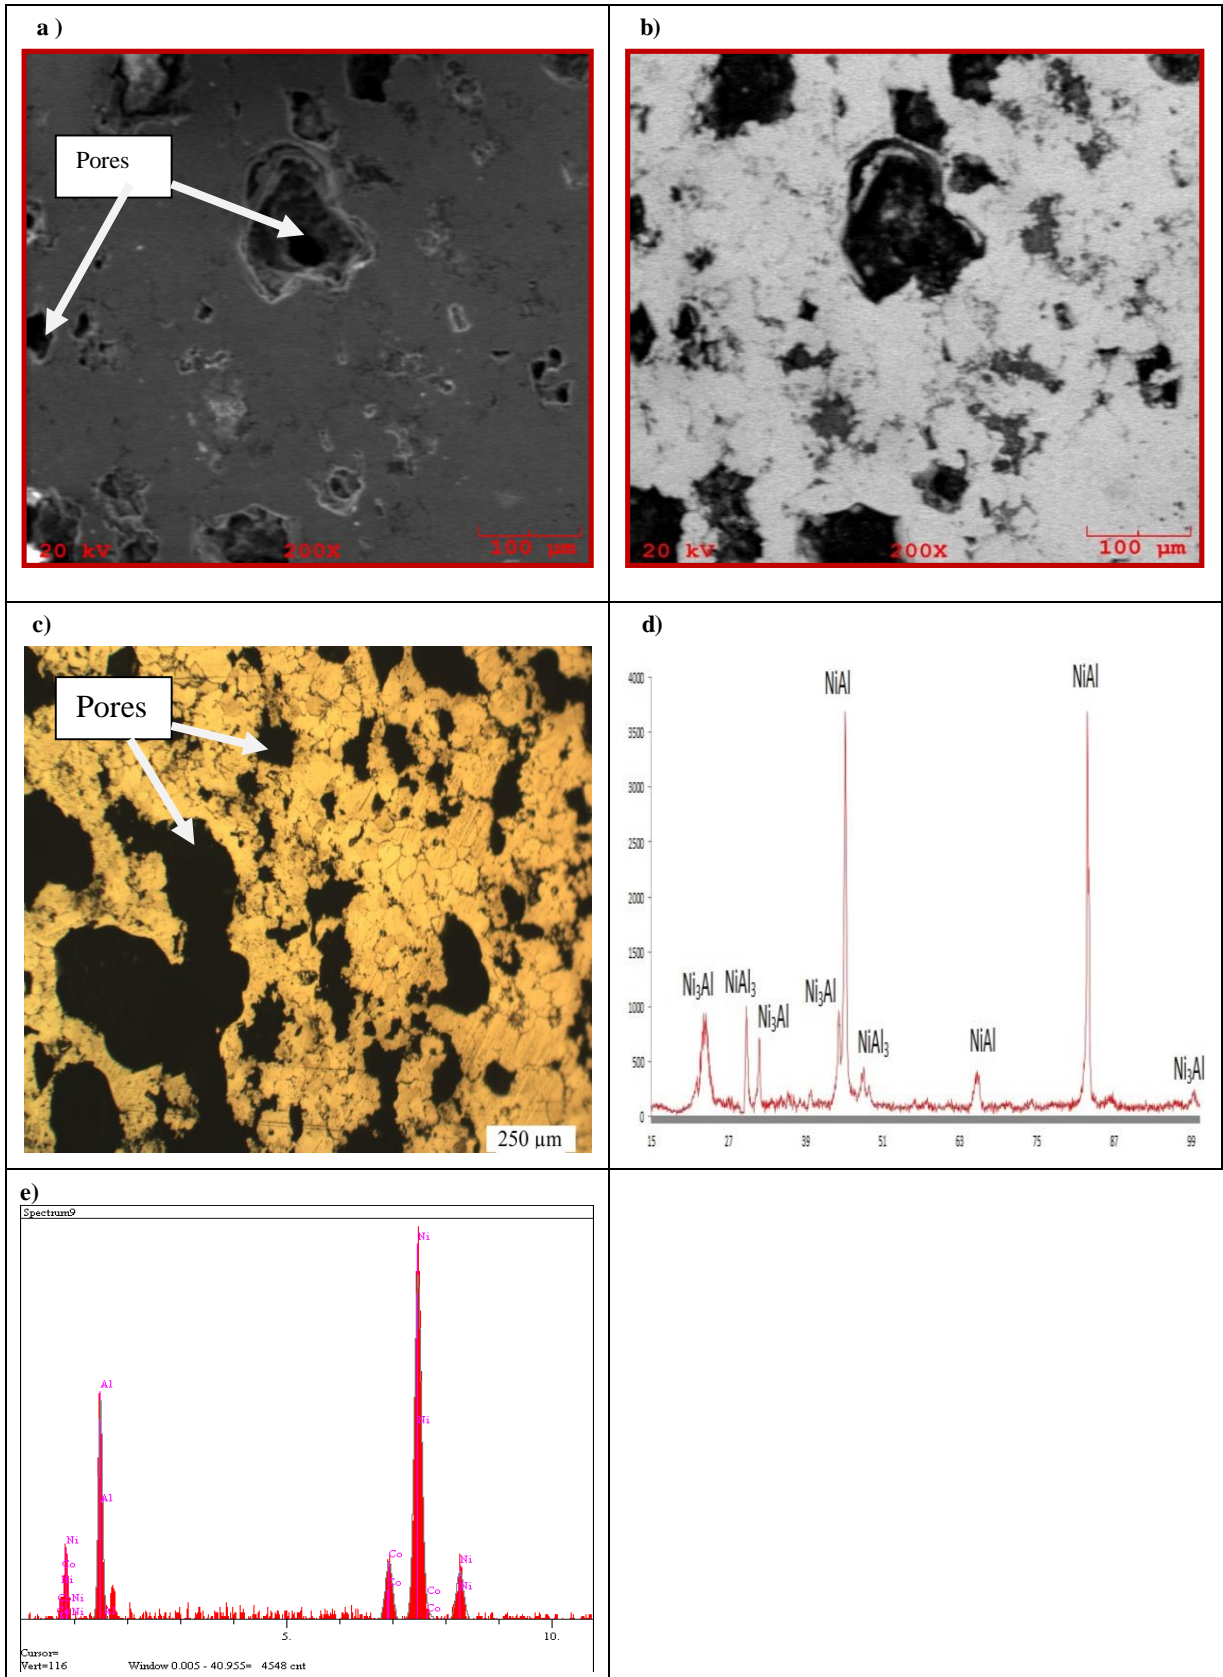 a )
Pores
20 kV 200X 100 µm
b)
20 kV 200X 100 µm
c)
Pores
250 µm
d)
4000
3500
3000
2500
2000
1500
1000
500
0
NiAl
NiAl
Ni₃Al
NiAl₃
Ni₃Al
Ni₃Al
NiAl₃
NiAl
Ni₃Al
15 27 39 51 63 75 87 99
e)
Spectrum9
Ni
Al
Ni
Al
Ni
Co
Ni
Co
Co
Ni
Co
Ni
Co
Ni
Ni
5. 10.
Cursor=
Vert=116 Window 0.005 - 40.955= 4548 cnt